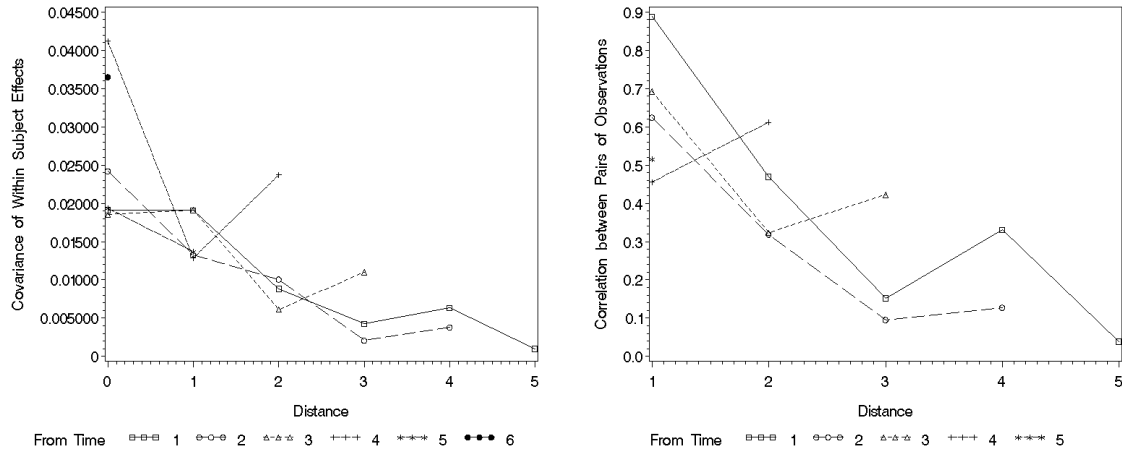 Covariance of Within Subject Effects
0.04500
0.04000
0.03500
0.03000
0.02500
0.02000
0.01500
0.01000
0.005000
0
0 1 2 3 4 5
Distance
From Time 1 2 3 4 5 6
Correlation between Pairs of Observations
0.9
0.8
0.7
0.6
0.5
0.4
0.3
0.2
0.1
0.0
1 2 3 4 5
Distance
From Time 1 2 3 4 5